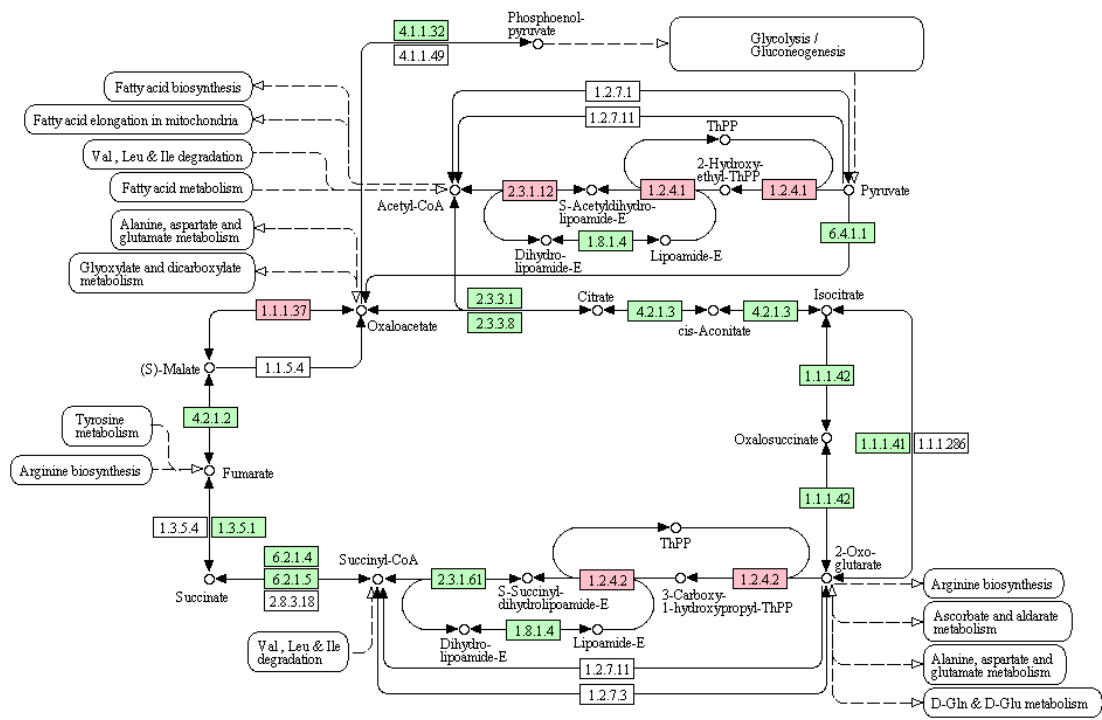 Phosphoenol-
pyruvate
4.1.1.32
4.1.1.49
Glycolysis /
Gluconeogenesis
Fatty acid biosynthesis
Fatty acid elongation in mitochondria
Val , Leu & Ile degradation
Fatty acid metabolism
Alanine, aspartate and
glutamate metabolism
Glyoxylate and dicarboxylate
metabolism
1.2.7.1
1.2.7.11
ThPP
2-Hydroxy-
ethyl-ThPP
Acetyl-CoA
2.3.1.12
S-Acetyldihydro-
lipoamide-E
1.2.4.1
1.2.4.1
Pyruvate
Dihydro-
lipoamide-E
1.8.1.4
Lipoamide-E
6.4.1.1
1.1.1.37
Oxaloacetate
2.3.3.1
2.3.3.8
Citrate
4.2.1.3
cis-Aconitate
4.2.1.3
Isocitrate
(S)-Malate
1.1.5.4
1.1.1.42
4.2.1.2
Tyrosine
metabolism
Arginine biosynthesis
Fumarate
Oxalosuccinate
1.1.1.41
1.1.1.286
1.1.1.42
1.3.5.4
1.3.5.1
ThPP
6.2.1.4
6.2.1.5
2.8.3.18
Succinate
Succinyl-CoA
2.3.1.61
S-Succinyl-
dihydrolipoamide-E
1.2.4.2
3-Carboxy-
1-hydroxypropyl-ThPP
1.2.4.2
2-Oxo-
glutarate
Dihydro-
lipoamide-E
1.8.1.4
Lipoamide-E
Val, Leu & Ile
degradation
1.2.7.11
1.2.7.3
Arginine biosynthesis
Ascorbate and aldarate
metabolism
Alanine, aspartate and
glutamate metabolism
D-Gln & D-Glu metabolism